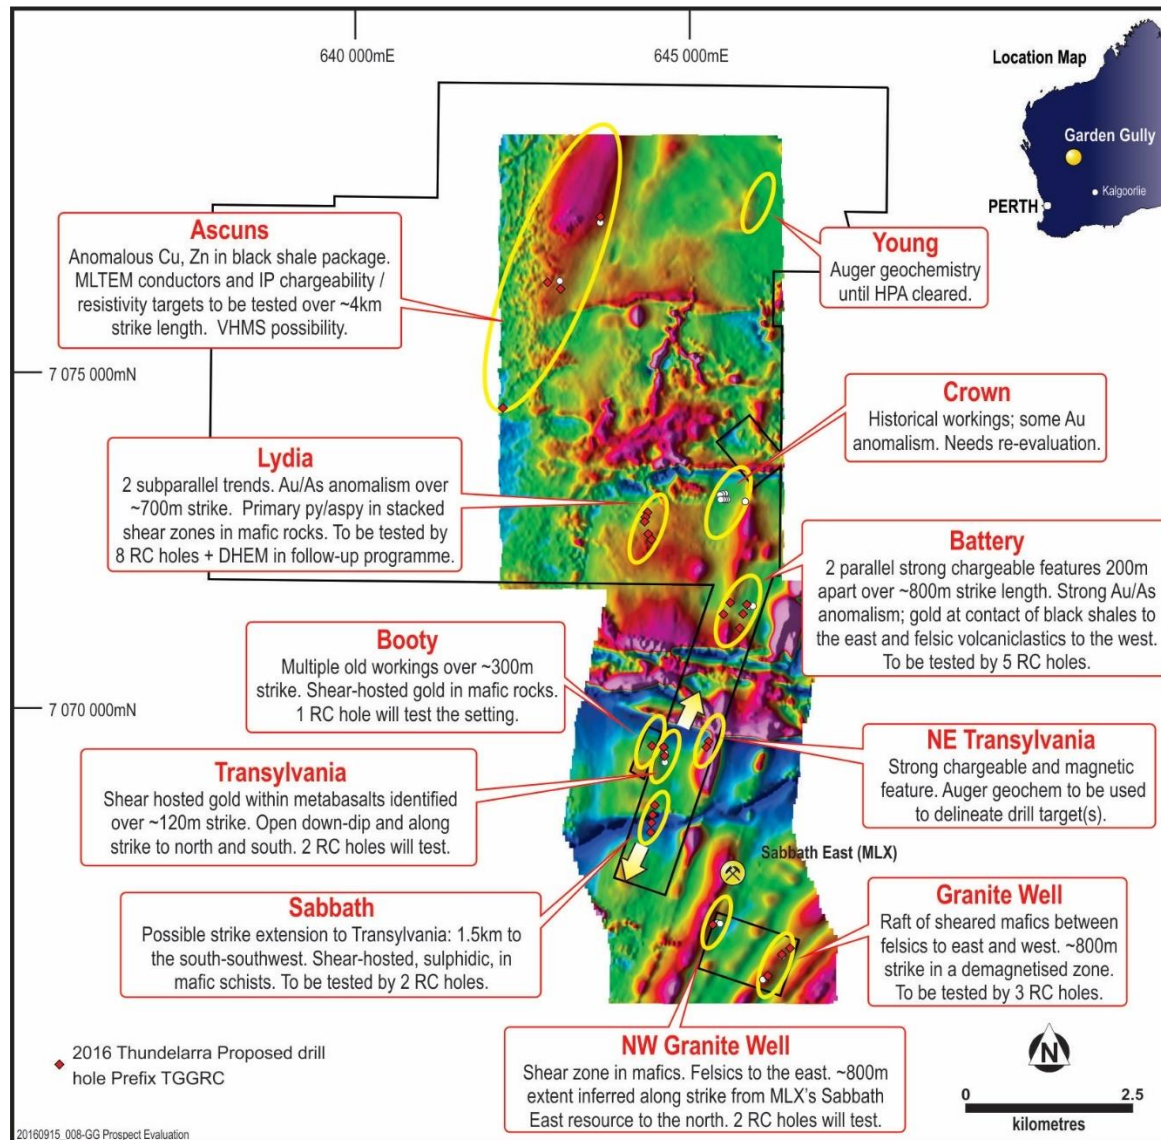 640 000mE
645 000mE
Location Map
Garden Gully
Kalgoorlie
PERTH
Ascuns
Anomalous Cu, Zn in black shale package.
MLTEM conductors and IP chargeability /
resistivity targets to be tested over ~4km
strike length. VHMS possibility.
Young
Auger geochemistry
until HPA cleared.
7 075 000mN
Crown
Historical workings; some Au
anomalism. Needs re-evaluation.
Lydia
2 subparallel trends. Au/As anomalism over
~700m strike. Primary py/aspy in stacked
shear zones in mafic rocks. To be tested by
8 RC holes + DHEM in follow-up programme.
Battery
2 parallel strong chargeable features 200m
apart over ~800m strike length. Strong Au/As
anomalism; gold at contact of black shales to
the east and felsic volcaniclastics to the west.
To be tested by 5 RC holes.
Booty
Multiple old workings over ~300m
strike. Shear-hosted gold in mafic rocks.
1 RC hole will test the setting.
7 070 000mN
NE Transylvania
Strong chargeable and magnetic
feature. Auger geochem to be used
to delineate drill target(s).
Transylvania
Shear hosted gold within metabasalts identified
over ~120m strike. Open down-dip and along
strike to north and south. 2 RC holes will test.
Sabbath East (MLX)
Sabbath
Possible strike extension to Transylvania: 1.5km to
the south-southwest. Shear-hosted, sulphidic, in
mafic schists. To be tested by 2 RC holes.
Granite Well
Raft of sheared mafics between
felsics to east and west. ~800m
strike in a demagnetised zone.
To be tested by 3 RC holes.
NW Granite Well
Shear zone in mafics. Felsics to the east. ~800m
extent inferred along strike from MLX's Sabbath
East resource to the north. 2 RC holes will test.
2016 Thundelarra Proposed drill
hole Prefix TGGRC
N
0
2.5
kilometres
20160915_008-GG Prospect Evaluation